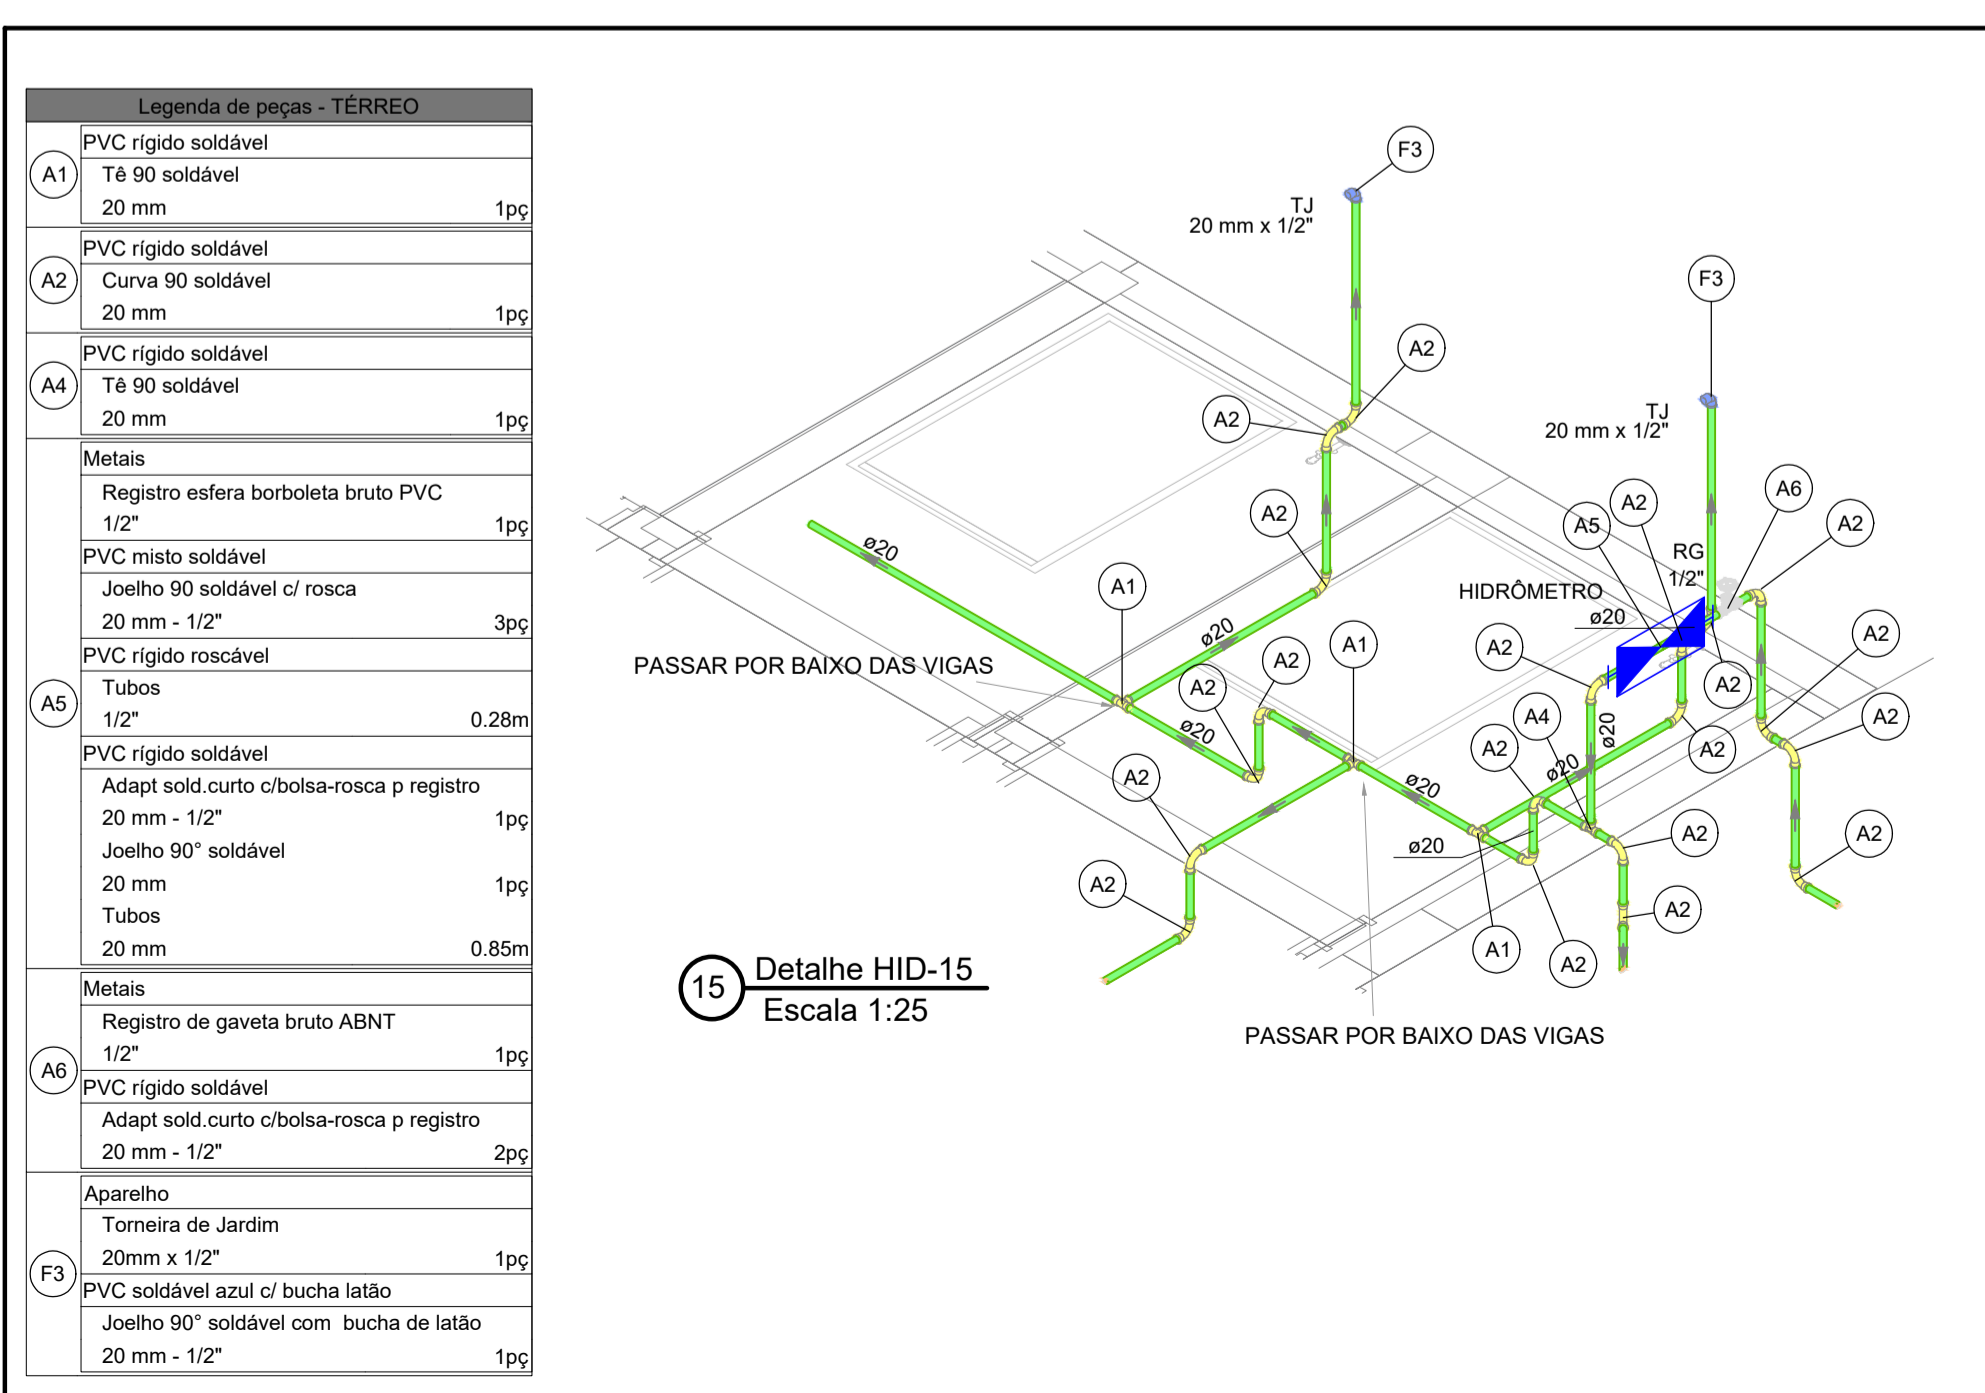 Legenda de peças - TÉRREO
A1
PVC rígido soldável
Tê 90 soldável
20 mm 1pç
A2
PVC rígido soldável
Curva 90 soldável
20 mm 1pç
A4
PVC rígido soldável
Tê 90 soldável
20 mm 1pç
A5
Metais
Registro esfera borboleta bruto PVC
1/2" 1pç
PVC misto soldável
Joelho 90 soldável c/ rosca
20 mm - 1/2" 3pç
PVC rígido roscável
Tubos
1/2" 0.28m
PVC rígido soldável
Adapt sold.curto c/bolsa-rosca p registro
20 mm - 1/2" 1pç
Joelho 90° soldável
20 mm 1pç
Tubos
20 mm 0.85m
A6
Metais
Registro de gaveta bruto ABNT
1/2" 1pç
PVC rígido soldável
Adapt sold.curto c/bolsa-rosca p registro
20 mm - 1/2" 2pç
F3
Aparelho
Torneira de Jardim
20mm x 1/2" 1pç
PVC soldável azul c/ bucha latão
Joelho 90° soldável com bucha de latão
20 mm - 1/2" 1pç
F3
TJ
20 mm x 1/2"
F3
A2
A2
TJ
20 mm x 1/2"
A6
A2
A5
A2
A2
ø20
RG
1/2"
A1
HIDRÔMETRO
ø20
A2
ø20
A1
A2
A2
PASSAR POR BAIXO DAS VIGAS
A2
A2
A4
A2
ø20
ø20
A2
A2
A2
ø20
ø20
A2
A2
ø20
A2
A2
A1
A2
15
Detalhe HID-15
Escala 1:25
PASSAR POR BAIXO DAS VIGAS